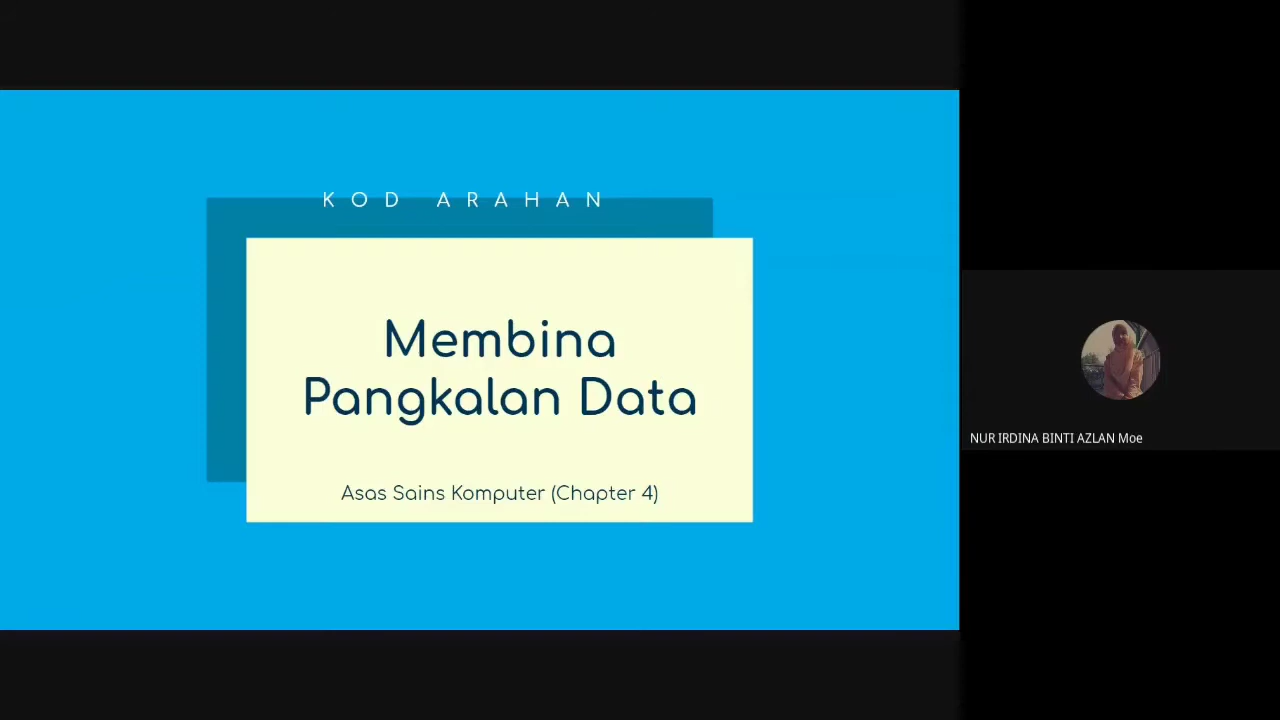 KOD ARAHAN
Membina
Pangkalan Data
Asas Sains Komputer (Chapter 4)
NUR IRDINA BINTI AZLAN Moe